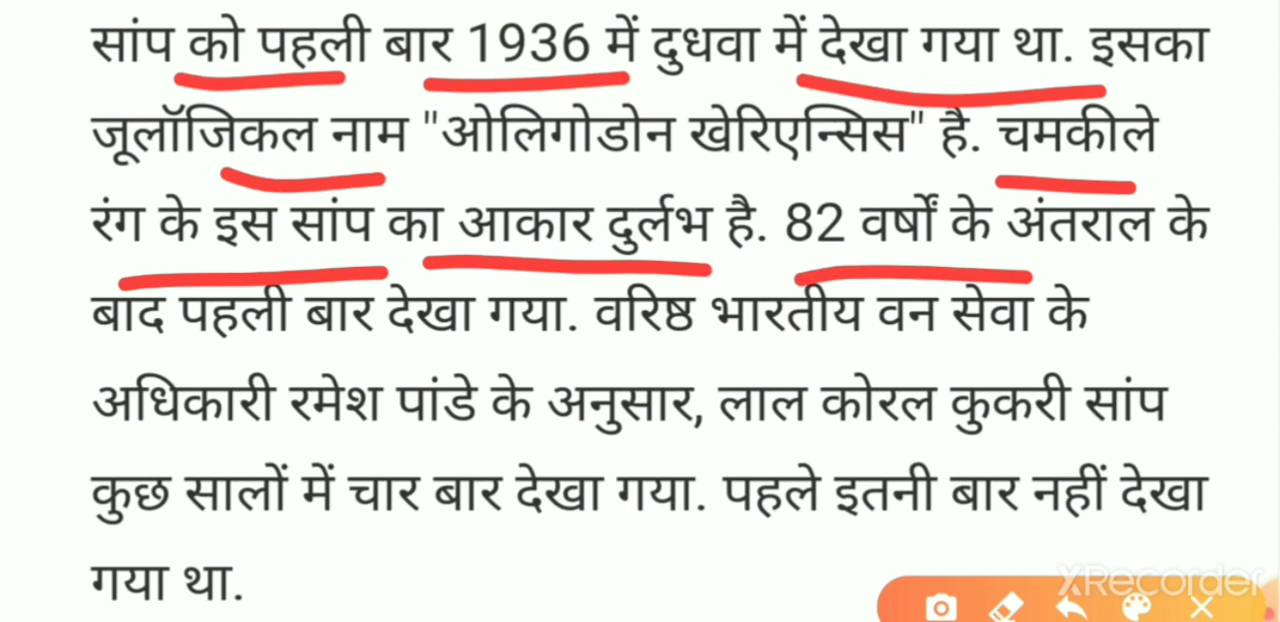 सांप को पहली बार 1936 में दुधवा में देखा गया था. इसका
जूलॉजिकल नाम "ओलिगोडोन खेरिएन्सिस" है. चमकीले
रंग के इस सांप का आकार दुर्लभ है. 82 वर्षों के अंतराल के
बाद पहली बार देखा गया. वरिष्ठ भारतीय वन सेवा के
अधिकारी रमेश पांडे के अनुसार, लाल कोरल कुकरी सांप
कुछ सालों में चार बार देखा गया. पहले इतनी बार नहीं देखा
गया था.
XRecorder